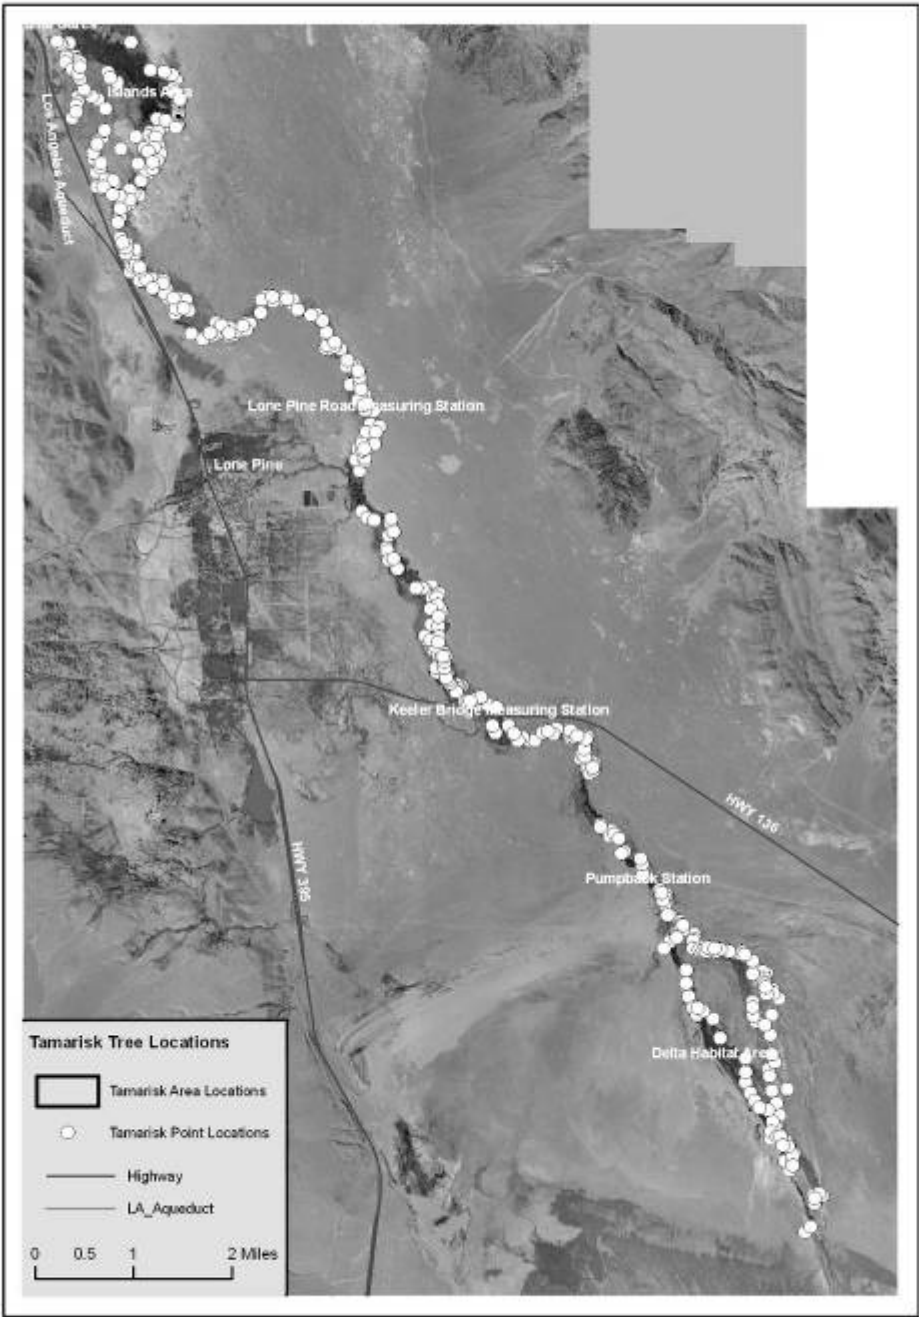 Islands Area
Los Angeles Aqueduct
Lone Pine Road Measuring Station
Lone Pine
Keeler Bridge Measuring Station
HWY 136
HWY 395
Pumpback Station
Delta Habitat Area
Tamarisk Tree Locations
Tamarisk Area Locations
Tamarisk Point Locations
Highway
LA_Aqueduct
0 0.5 1 2 Miles